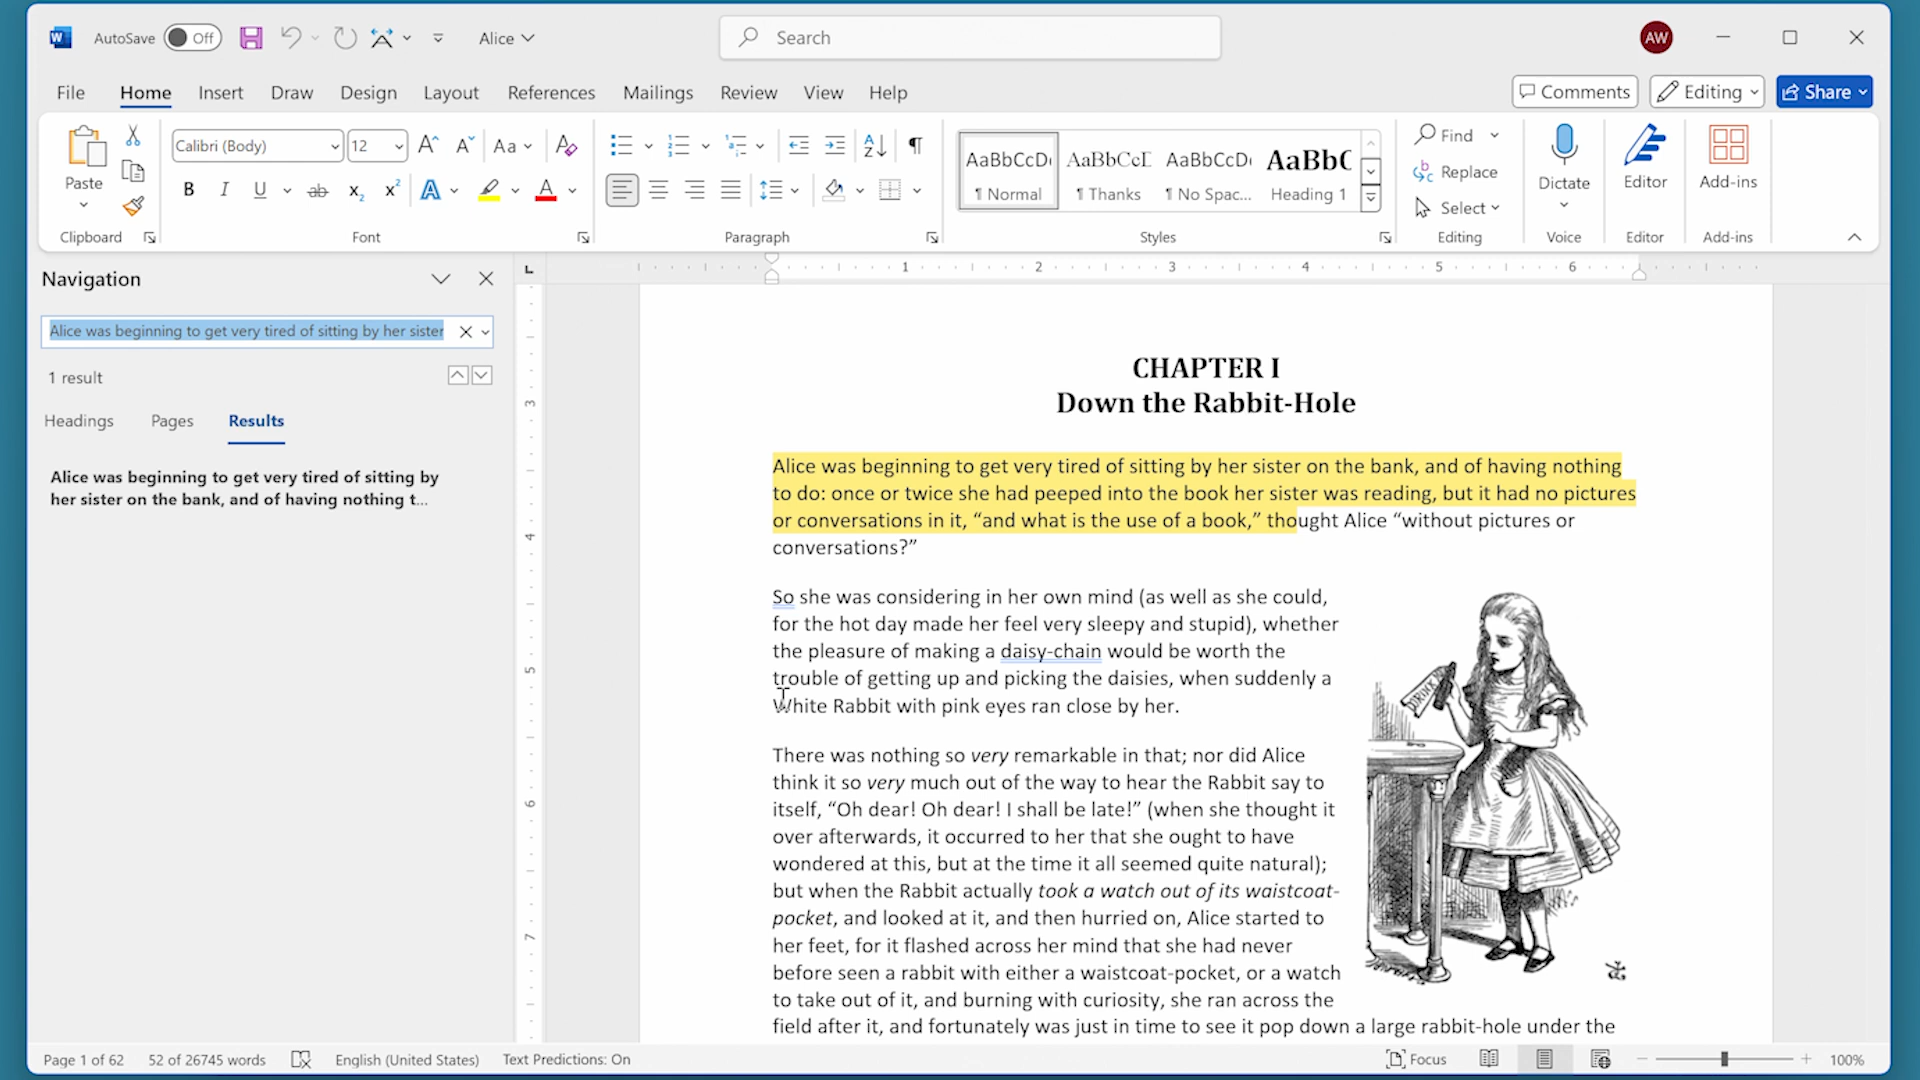 AutoSave Off Alice Search AW
File Home Insert Draw Design Layout References Mailings Review View Help Comments Editing Share
Paste
Clipboard
Calibri (Body) 12 Aa
B I U ab x₂ x² A A
Font
A Z ¶
Paragraph
AaBbCcDc AaBbCcD AaBbCcDc AaBbC
¶ Normal ¶ Thanks ¶ No Spac... Heading 1
Styles
Find
Replace
Select
Editing
Dictate
Voice
Editor
Editor
Add-ins
Add-ins
Navigation
Alice was beginning to get very tired of sitting by her sister
1 result
Headings Pages Results
Alice was beginning to get very tired of sitting by
her sister on the bank, and of having nothing t...
1 2 3 4 5 6
3
4
5
6
7
CHAPTER I
Down the Rabbit-Hole
Alice was beginning to get very tired of sitting by her sister on the bank, and of having nothing
to do: once or twice she had peeped into the book her sister was reading, but it had no pictures
or conversations in it, “and what is the use of a book,” thought Alice “without pictures or
conversations?”
So she was considering in her own mind (as well as she could,
for the hot day made her feel very sleepy and stupid), whether
the pleasure of making a daisy-chain would be worth the
trouble of getting up and picking the daisies, when suddenly a
White Rabbit with pink eyes ran close by her.
There was nothing so very remarkable in that; nor did Alice
think it so very much out of the way to hear the Rabbit say to
itself, “Oh dear! Oh dear! I shall be late!” (when she thought it
over afterwards, it occurred to her that she ought to have
wondered at this, but at the time it all seemed quite natural);
but when the Rabbit actually took a watch out of its waistcoat-
pocket, and looked at it, and then hurried on, Alice started to
her feet, for it flashed across her mind that she had never
before seen a rabbit with either a waistcoat-pocket, or a watch
to take out of it, and burning with curiosity, she ran across the
field after it, and fortunately was just in time to see it pop down a large rabbit-hole under the
DRINK
Page 1 of 62 52 of 26745 words English (United States) Text Predictions: On Focus 100%